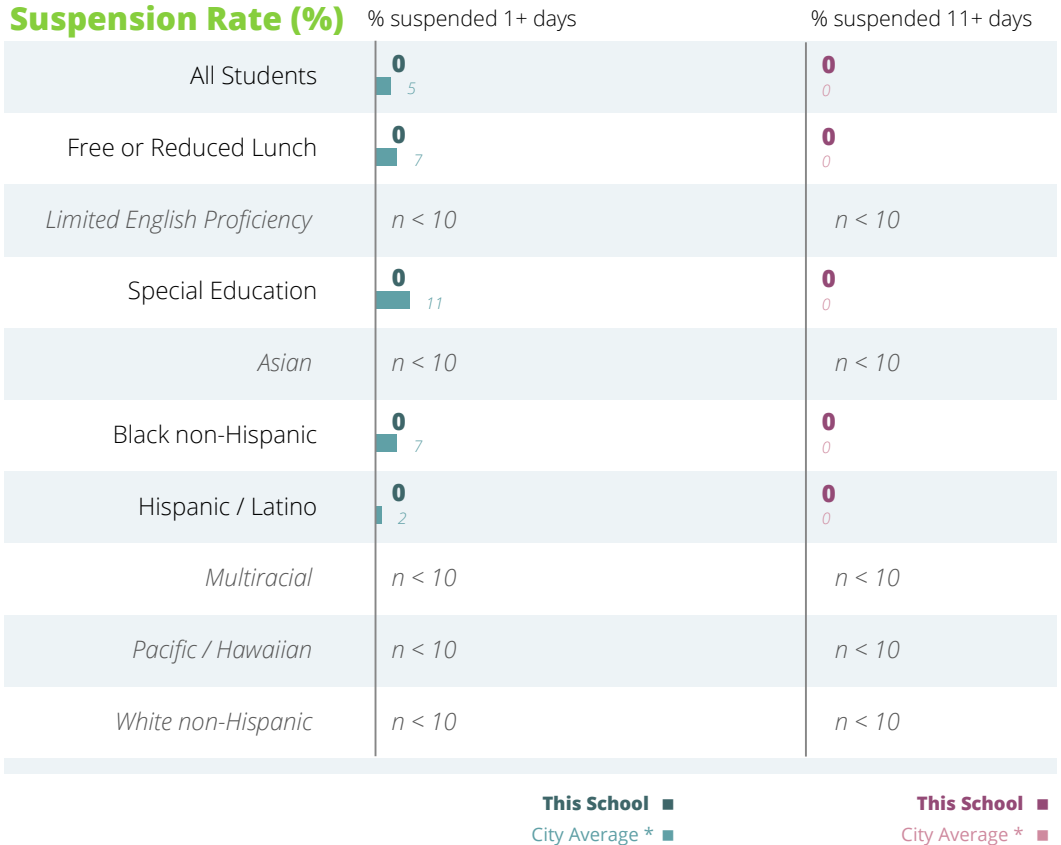 Suspension Rate (%) % suspended 1+ days % suspended 11+ days
All Students 0 5 0 0
Free or Reduced Lunch 0 7 0 0
Limited English Proficiency n < 10 n < 10
Special Education 0 11 0 0
Asian n < 10 n < 10
Black non-Hispanic 0 7 0 0
Hispanic / Latino 0 2 0 0
Multiracial n < 10 n < 10
Pacific / Hawaiian n < 10 n < 10
White non-Hispanic n < 10 n < 10
This School This School
City Average * City Average *